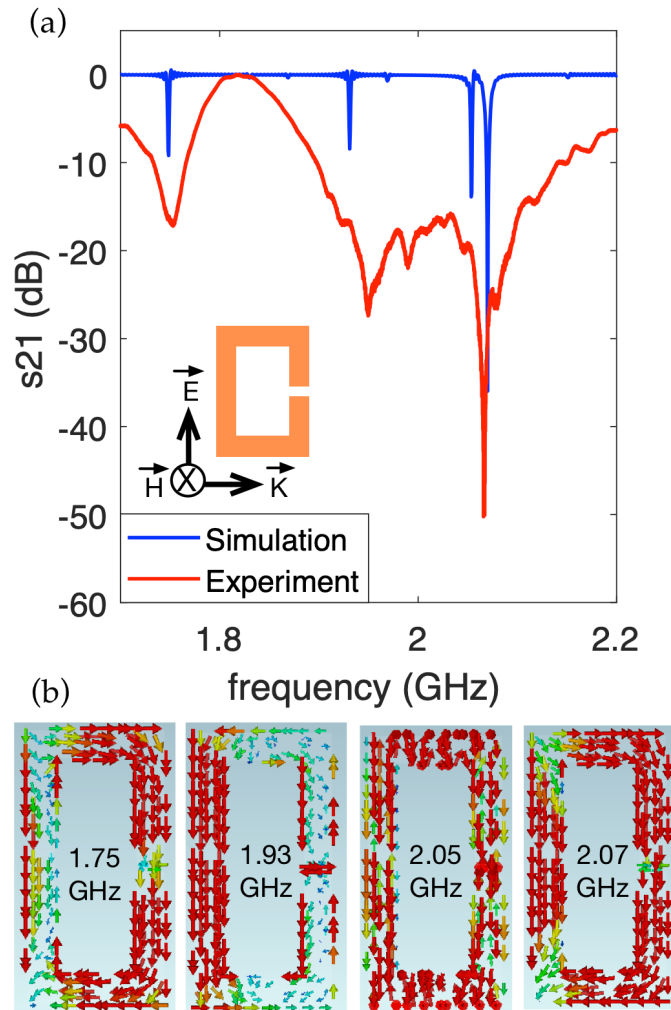 (a)
0
-10
-20
-30
-40
-50
-60
s21 (dB)
E
H
X
K
Simulation
Experiment
1.8
2
2.2
frequency (GHz)
(b)
1.75
GHz
1.93
GHz
2.05
GHz
2.07
GHz